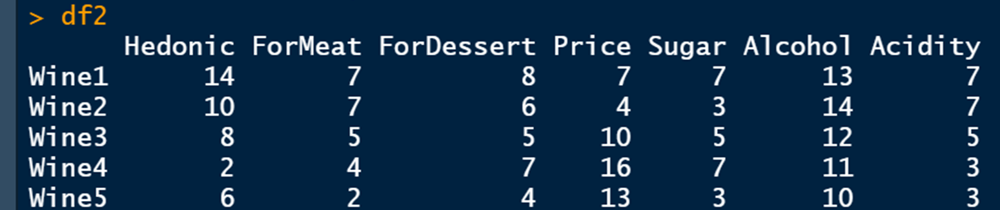 > df2
Hedonic ForMeat ForDessert Price Sugar Alcohol Acidity
Wine1 14 7 8 7 7 13 7
Wine2 10 7 6 4 3 14 7
Wine3 8 5 5 10 5 12 5
Wine4 2 4 7 16 7 11 3
Wine5 6 2 4 13 3 10 3